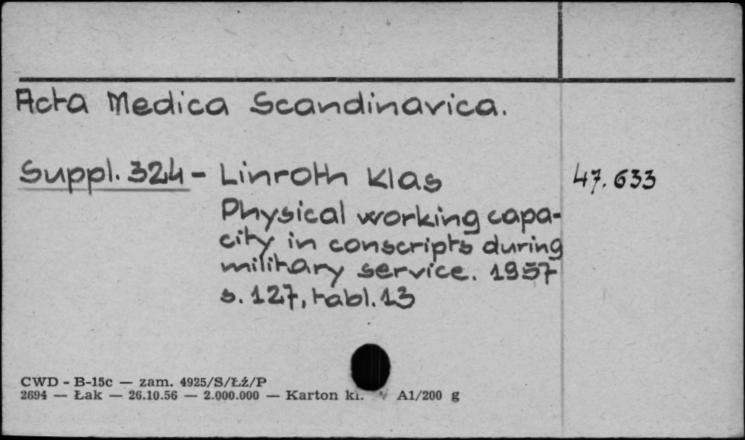 Acta Medica Scandinavica.
Suppl. 324 - Linroth Klas 47.633
Physical working capa-
city in conscripts during
military service. 1957
s. 127, tabl. 13
CWD - B-15c — zam. 4925/S/Łź/P
2694 — Łak — 26.10.56 — 2.000.000 — Karton kl. V A1/200 g